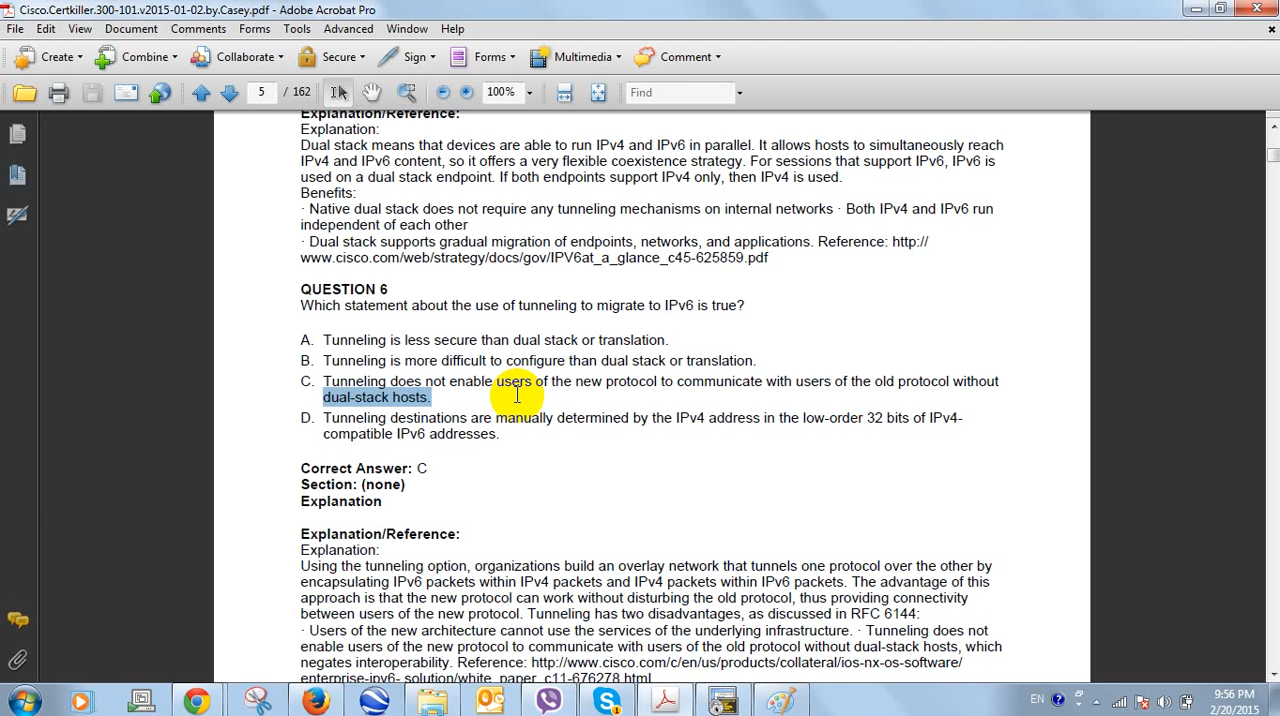 Cisco.Certkiller.300-101.v2015-01-02.by.Casey.pdf - Adobe Acrobat Pro
File Edit View Document Comments Forms Tools Advanced Window Help
Create Combine Collaborate Secure Sign Forms Multimedia Comment
5 / 162 100% Find
Explanation/Reference:
Explanation:
Dual stack means that devices are able to run IPv4 and IPv6 in parallel. It allows hosts to simultaneously reach
IPv4 and IPv6 content, so it offers a very flexible coexistence strategy. For sessions that support IPv6, IPv6 is
used on a dual stack endpoint. If both endpoints support IPv4 only, then IPv4 is used.
Benefits:
· Native dual stack does not require any tunneling mechanisms on internal networks · Both IPv4 and IPv6 run
independent of each other
· Dual stack supports gradual migration of endpoints, networks, and applications. Reference: http://
www.cisco.com/web/strategy/docs/gov/IPV6at_a_glance_c45-625859.pdf
QUESTION 6
Which statement about the use of tunneling to migrate to IPv6 is true?
A. Tunneling is less secure than dual stack or translation.
B. Tunneling is more difficult to configure than dual stack or translation.
C. Tunneling does not enable users of the new protocol to communicate with users of the old protocol without
dual-stack hosts.
D. Tunneling destinations are manually determined by the IPv4 address in the low-order 32 bits of IPv4-
compatible IPv6 addresses.
Correct Answer: C
Section: (none)
Explanation
Explanation/Reference:
Explanation:
Using the tunneling option, organizations build an overlay network that tunnels one protocol over the other by
encapsulating IPv6 packets within IPv4 packets and IPv4 packets within IPv6 packets. The advantage of this
approach is that the new protocol can work without disturbing the old protocol, thus providing connectivity
between users of the new protocol. Tunneling has two disadvantages, as discussed in RFC 6144:
· Users of the new architecture cannot use the services of the underlying infrastructure. · Tunneling does not
enable users of the new protocol to communicate with users of the old protocol without dual-stack hosts, which
negates interoperability. Reference: http://www.cisco.com/c/en/us/products/collateral/ios-nx-os-software/
enterprise-ipv6- solution/white_paper_c11-676278.html
EN 9:56 PM
2/20/2015